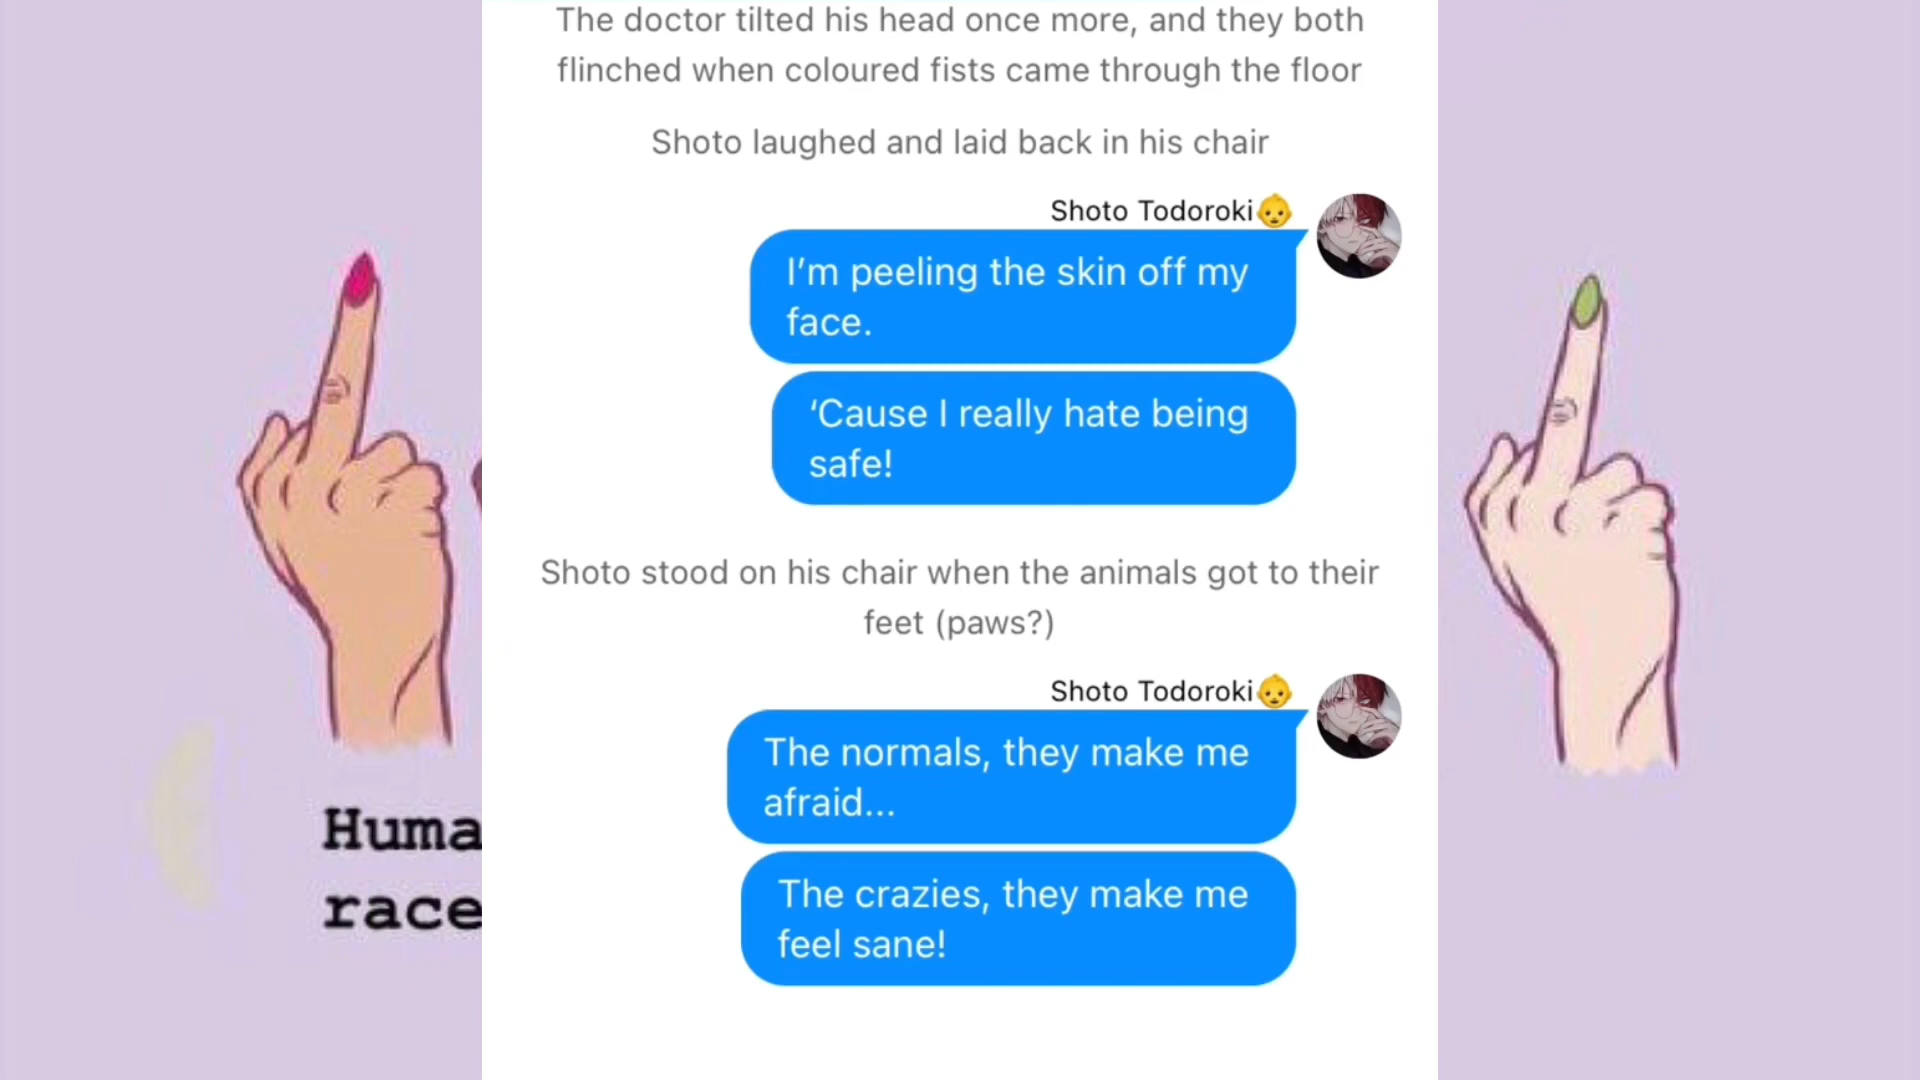 The doctor tilted his head once more, and they both
flinched when coloured fists came through the floor
Shoto laughed and laid back in his chair
Shoto Todoroki👶
I’m peeling the skin off my
face.
‘Cause I really hate being
safe!
Shoto stood on his chair when the animals got to their
feet (paws?)
Shoto Todoroki👶
The normals, they make me
afraid...
The crazies, they make me
feel sane!
Huma
race